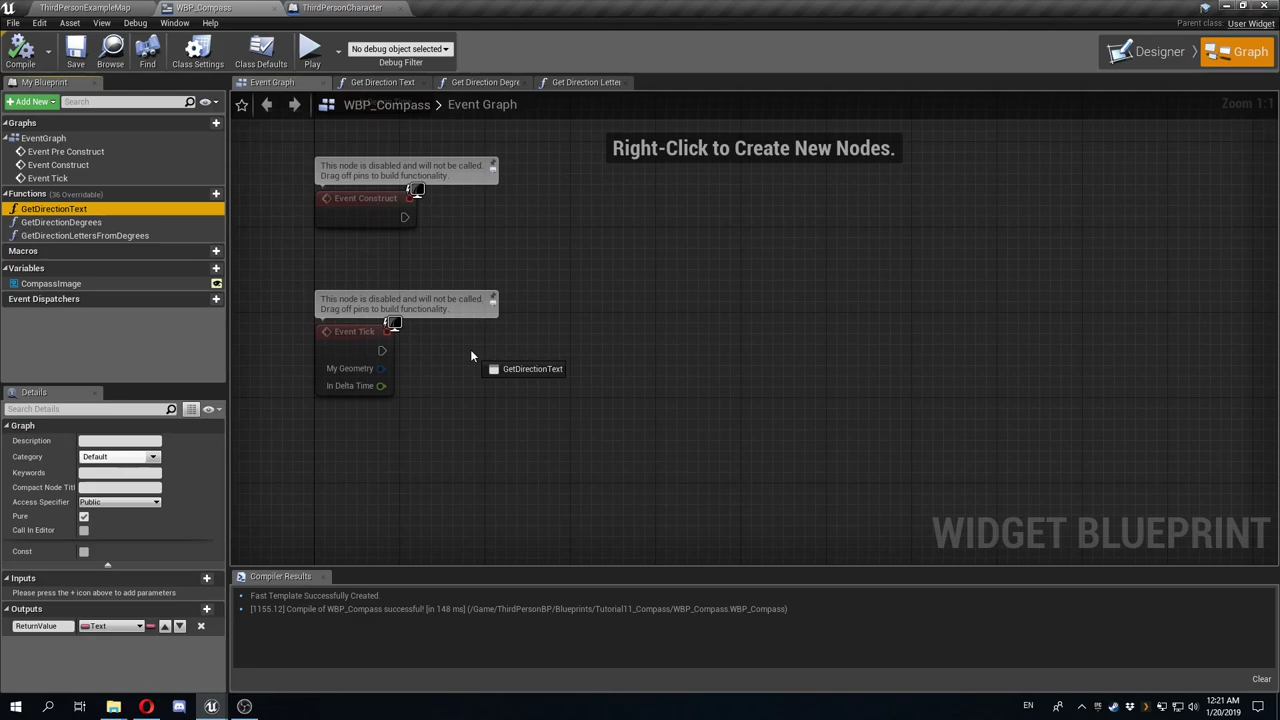 ThirdPersonExampleMap
WBP_Compass
ThirdPersonCharacter
File Edit Asset View Debug Window Help
Parent class: User Widget
Compile
Save
Browse
Find
Class Settings
Class Defaults
Play
No debug object selected
Debug Filter
Designer
Graph
My Blueprint
Add New
Search
Event Graph
Get Direction Text
Get Direction Degre
Get Direction Letter
WBP_Compass > Event Graph
Zoom 1:1
Right-Click to Create New Nodes.
Graphs
EventGraph
Event Pre Construct
Event Construct
Event Tick
Functions (36 Overridable)
GetDirectionText
GetDirectionDegrees
GetDirectionLettersFromDegrees
Macros
Variables
CompassImage
Event Dispatchers
This node is disabled and will not be called.
Drag off pins to build functionality.
Event Construct
This node is disabled and will not be called.
Drag off pins to build functionality.
Event Tick
My Geometry
In Delta Time
GetDirectionText
WIDGET BLUEPRINT
Details
Search Details
Graph
Description
Category Default
Keywords
Compact Node Titl
Access Specifier Public
Pure
Call In Editor
Const
Inputs
Please press the + icon above to add parameters
Outputs
ReturnValue Text
Compiler Results
Fast Template Successfully Created.
[1155.12] Compile of WBP_Compass successful! [in 148 ms] (/Game/ThirdPersonBP/Blueprints/Tutorial11_Compass/WBP_Compass.WBP_Compass)
Clear
EN
12:21 AM
1/20/2019